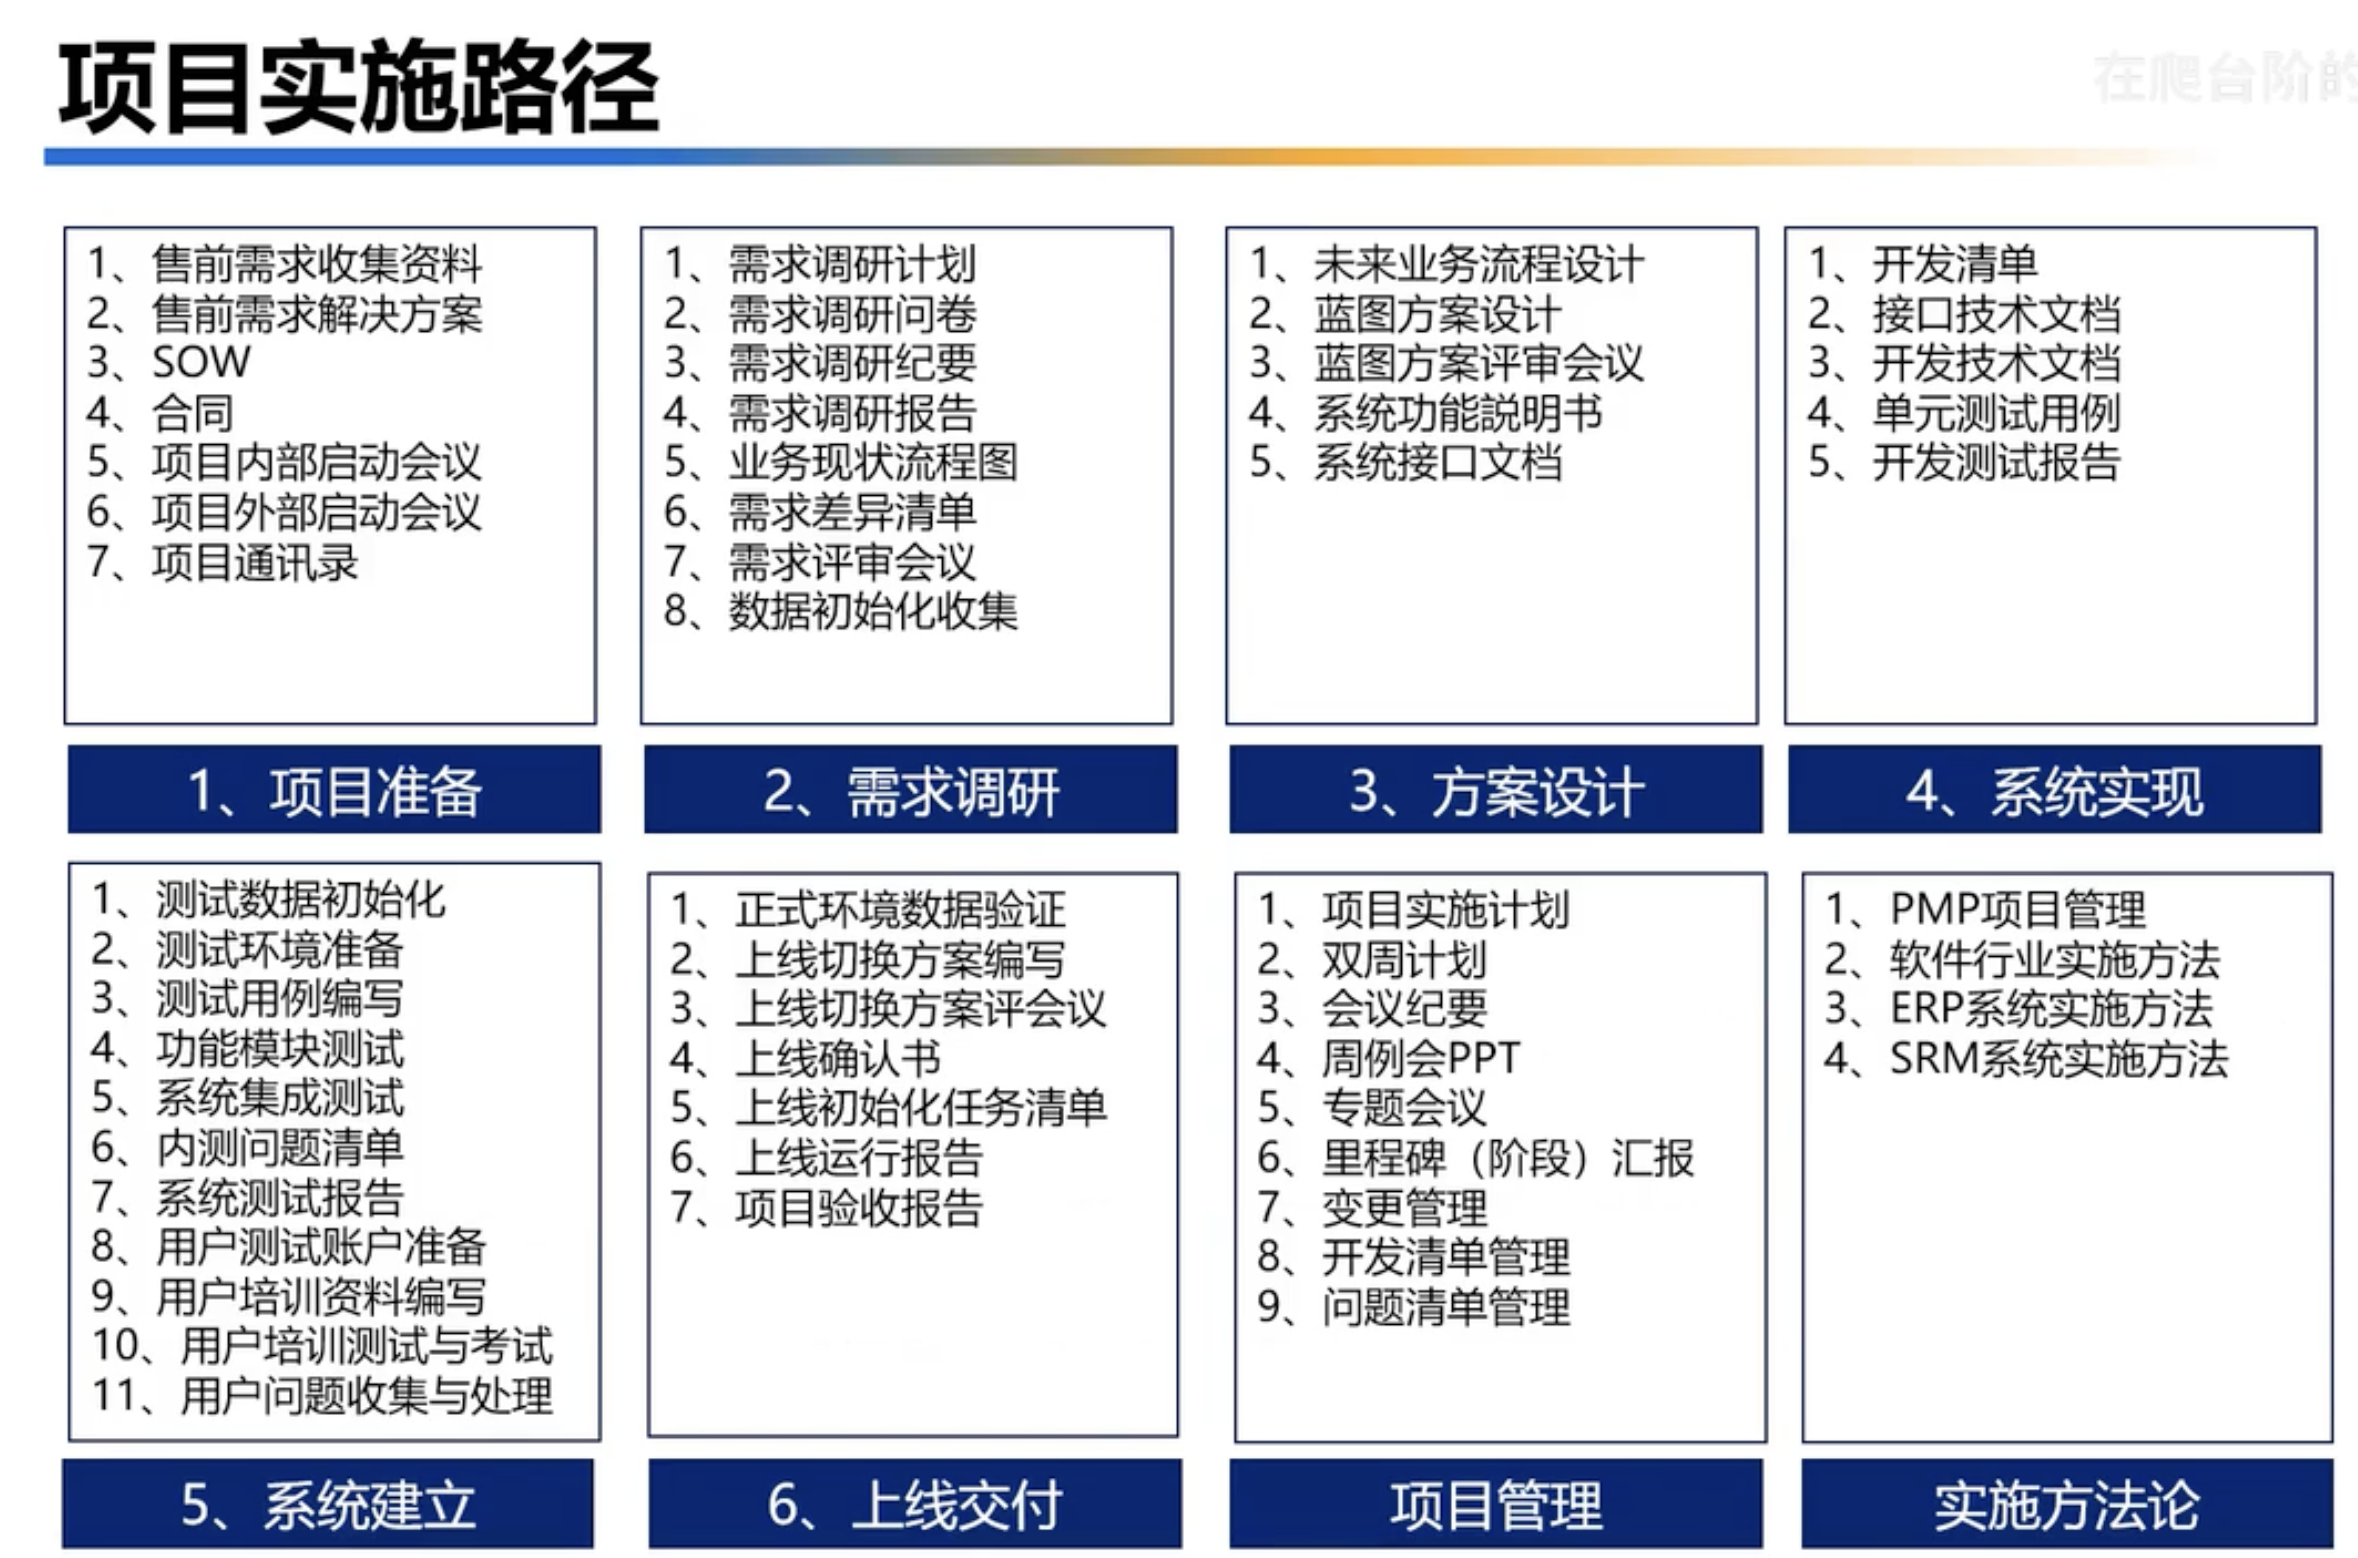 项目实施路径
在爬台阶的
1、售前需求收集资料
2、售前需求解决方案
3、SOW
4、合同
5、项目内部启动会议
6、项目外部启动会议
7、项目通讯录
1、项目准备
1、需求调研计划
2、需求调研问卷
3、需求调研纪要
4、需求调研报告
5、业务现状流程图
6、需求差异清单
7、需求评审会议
8、数据初始化收集
2、需求调研
1、未来业务流程设计
2、蓝图方案设计
3、蓝图方案评审会议
4、系统功能説明书
5、系统接口文档
3、方案设计
1、开发清单
2、接口技术文档
3、开发技术文档
4、单元测试用例
5、开发测试报告
4、系统实现
1、测试数据初始化
2、测试环境准备
3、测试用例编写
4、功能模块测试
5、系统集成测试
6、内测问题清单
7、系统测试报告
8、用户测试账户准备
9、用户培训资料编写
10、用户培训测试与考试
11、用户问题收集与处理
5、系统建立
1、正式环境数据验证
2、上线切换方案编写
3、上线切换方案评会议
4、上线确认书
5、上线初始化任务清单
6、上线运行报告
7、项目验收报告
6、上线交付
1、项目实施计划
2、双周计划
3、会议纪要
4、周例会PPT
5、专题会议
6、里程碑（阶段）汇报
7、变更管理
8、开发清单管理
9、问题清单管理
项目管理
1、PMP项目管理
2、软件行业实施方法
3、ERP系统实施方法
4、SRM系统实施方法
实施方法论